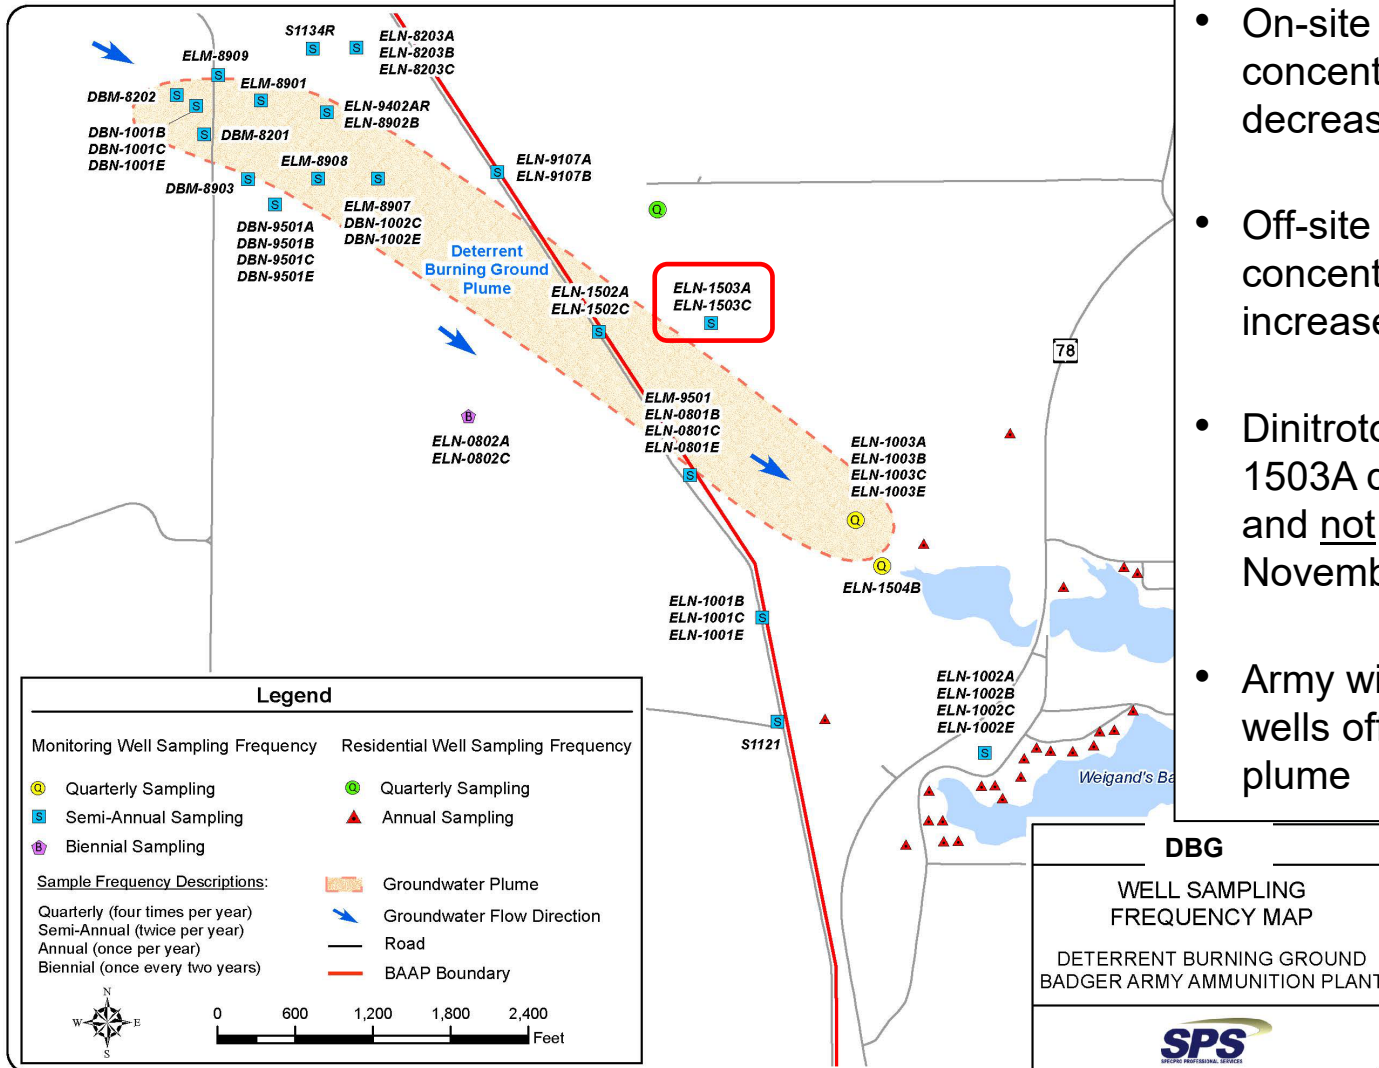 S1134R
ELN-8203A
ELN-8203B
ELN-8203C
ELM-8909
DBM-8202
ELM-8901
ELN-9402AR
ELN-8902B
DBN-1001B
DBN-1001C
DBN-1001E
DBM-8201
ELM-8908
DBM-8903
ELN-9107A
ELN-9107B
ELM-8907
DBN-1002C
DBN-1002E
DBN-9501A
DBN-9501B
DBN-9501C
DBN-9501E
Deterrent
Burning Ground
Plume
ELN-1502A
ELN-1502C
ELN-1503A
ELN-1503C
78
ELM-9501
ELN-0801B
ELN-0801C
ELN-0801E
ELN-0802A
ELN-0802C
ELN-1003A
ELN-1003B
ELN-1003C
ELN-1003E
ELN-1504B
ELN-1001B
ELN-1001C
ELN-1001E
S1121
ELN-1002A
ELN-1002B
ELN-1002C
ELN-1002E
Weigand's Ba
Legend
Monitoring Well Sampling Frequency
Q Quarterly Sampling
S Semi-Annual Sampling
B Biennial Sampling
Residential Well Sampling Frequency
Q Quarterly Sampling
Annual Sampling
Sample Frequency Descriptions:
Quarterly (four times per year)
Semi-Annual (twice per year)
Annual (once per year)
Biennial (once every two years)
Groundwater Plume
Groundwater Flow Direction
Road
BAAP Boundary
N
W E
S
0 600 1,200 1,800 2,400
Feet
• On-site
concent
decreas
• Off-site
concent
increase
• Dinitroto
1503A
and not
Novemb
• Army wi
wells off
plume
DBG
WELL SAMPLING
FREQUENCY MAP
DETERRENT BURNING GROUND
BADGER ARMY AMMUNITION PLANT
SPS
SPECPRO PROFESSIONAL SERVICES